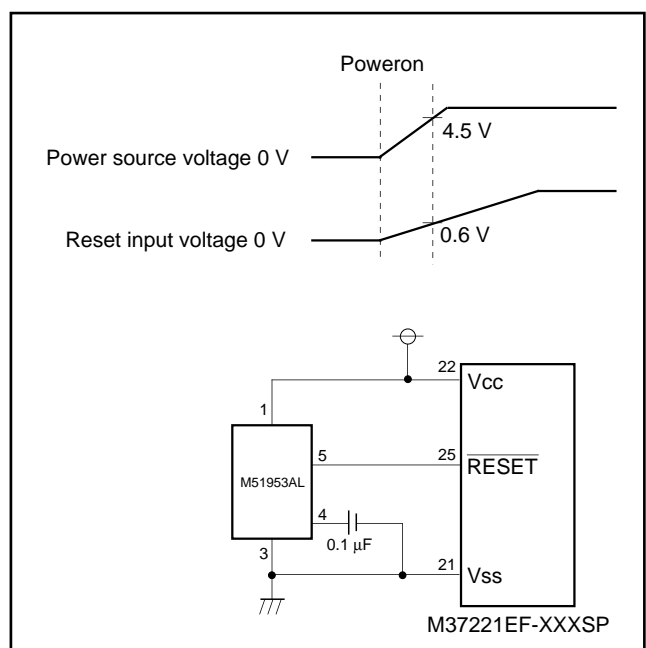 Poweron
4.5 V
Power source voltage 0 V
0.6 V
Reset input voltage 0 V
22
Vcc
1
5
25
RESET
M51953AL
4
0.1 μF
3
21
Vss
M37221EF-XXXSP